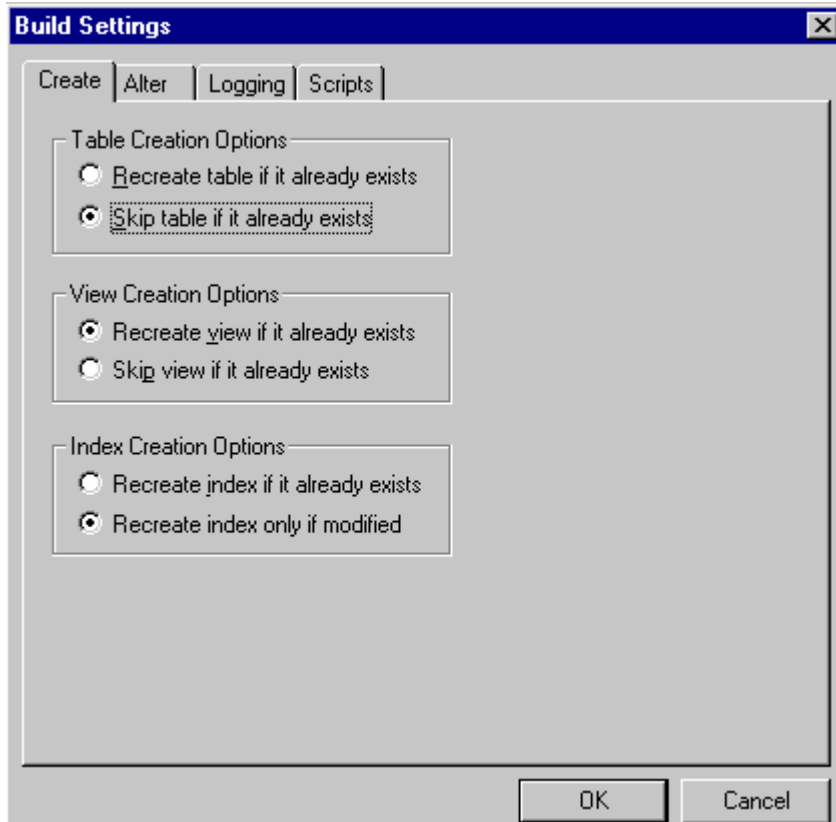 Build Settings
Create Alter Logging Scripts
Table Creation Options
Recreate table if it already exists
Skip table if it already exists
View Creation Options
Recreate view if it already exists
Skip view if it already exists
Index Creation Options
Recreate index if it already exists
Recreate index only if modified
OK Cancel